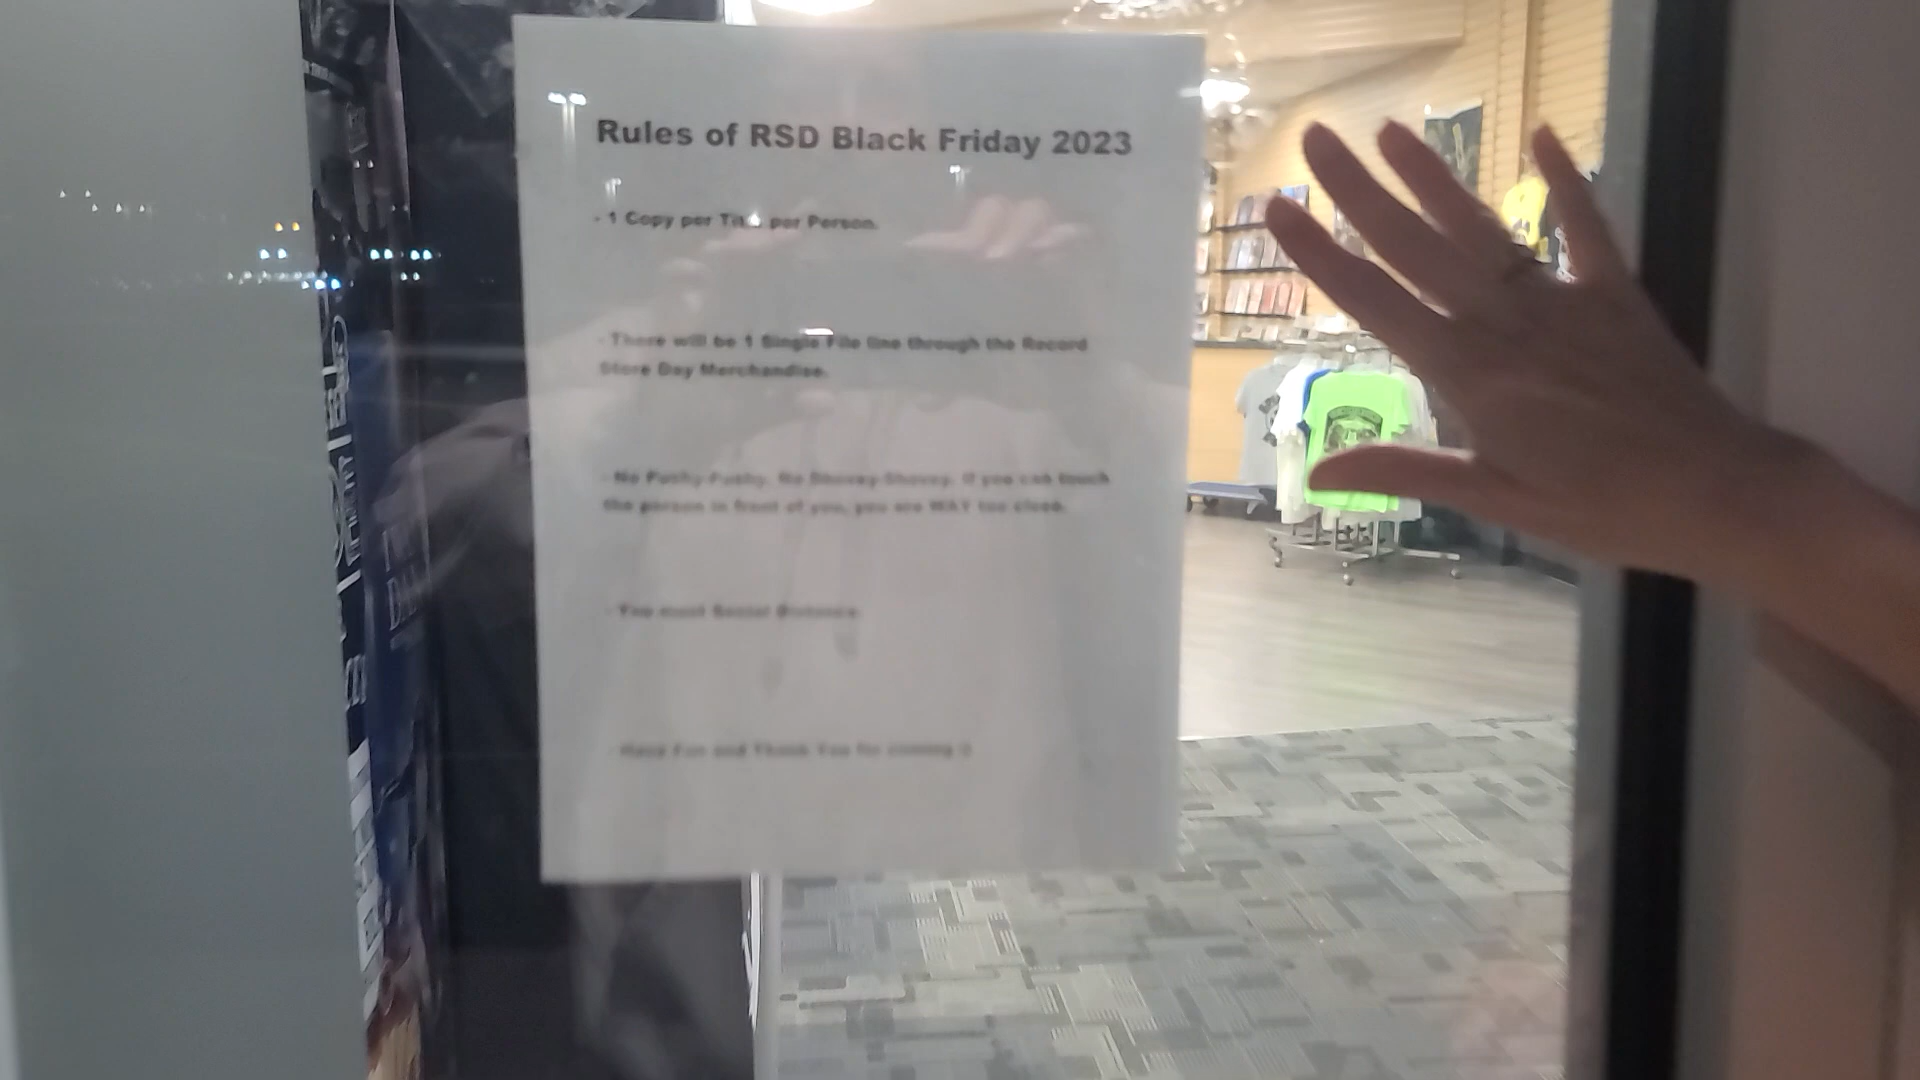 Rules of RSD Black Friday 2023
- 1 Copy per Title per Person.
- There will be 1 Single File line through the Record
Store Day Merchandise.
- No Pushy-Pushy, No Shovey-Shovey. If you can touch
the person in front of you, you are WAY too close.
- You must Social Distance.
- Have Fun and Thank You for coming :)